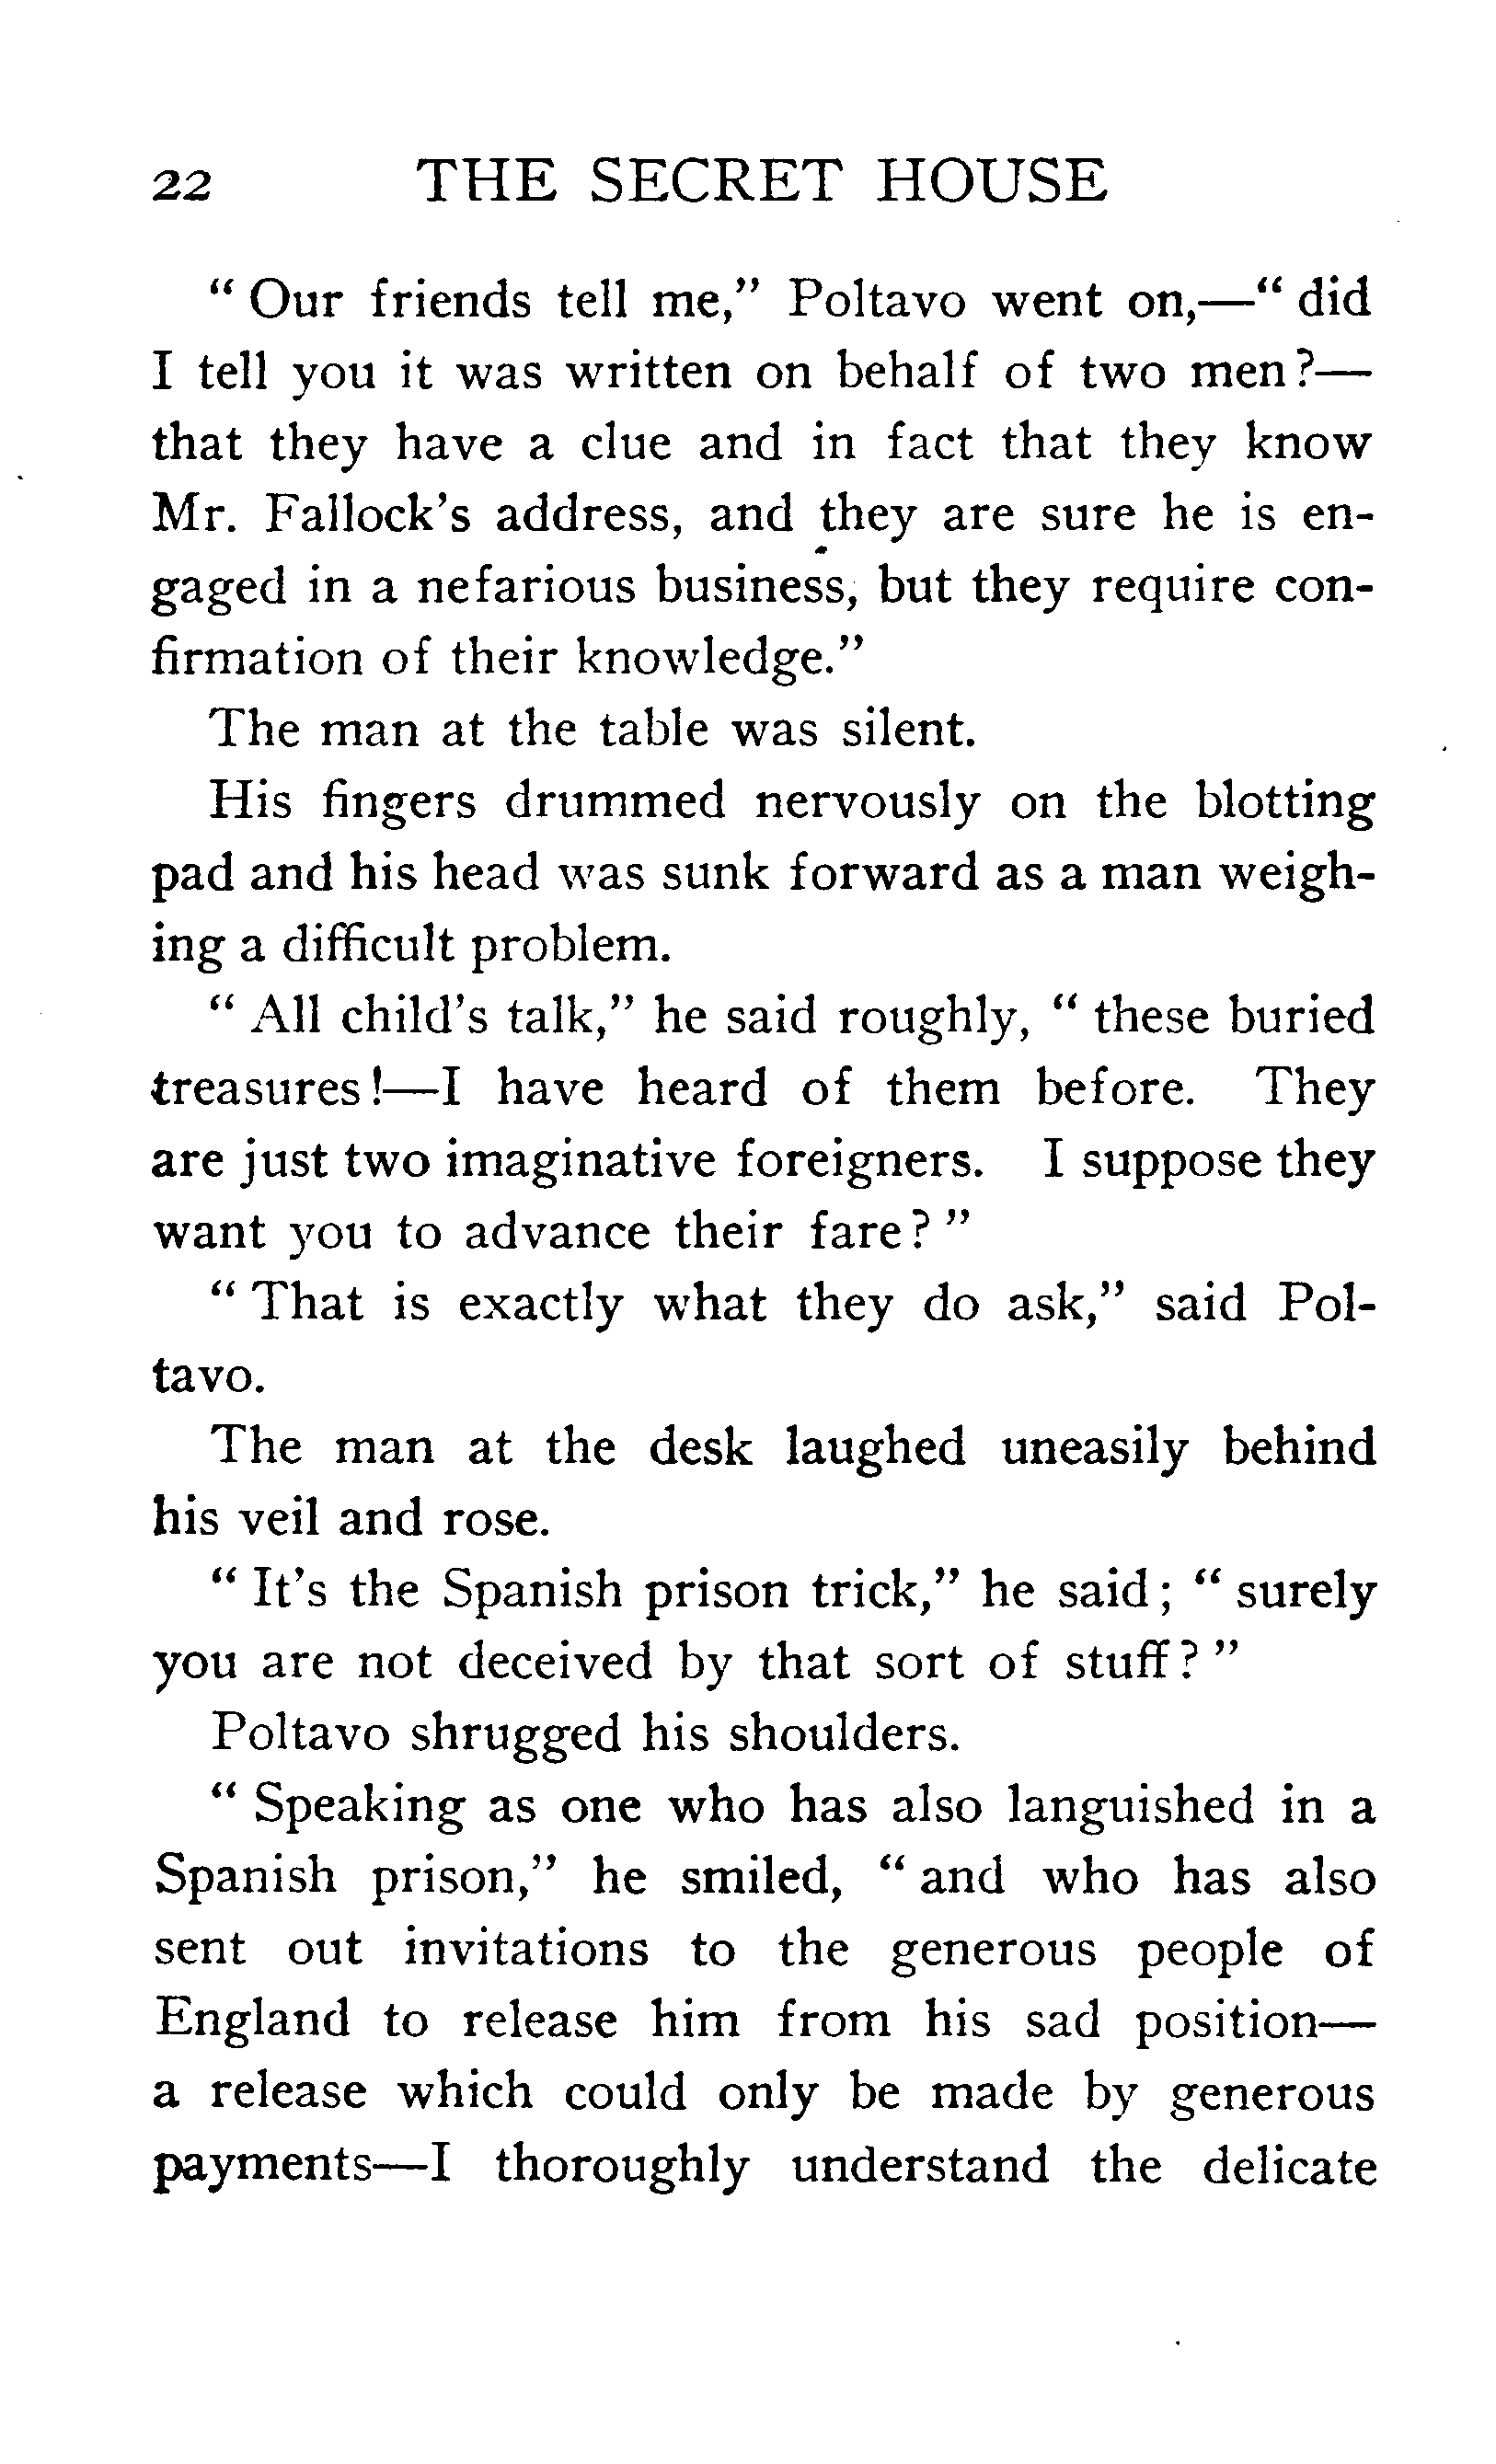 22 THE SECRET HOUSE
“ Our friends tell me,” Poltavo went on,—“ did
I tell you it was written on behalf of two men?—
that they have a clue and in fact that they know
Mr. Fallock’s address, and they are sure he is en-
gaged in a nefarious business, but they require con-
firmation of their knowledge.”
The man at the table was silent.
His fingers drummed nervously on the blotting
pad and his head was sunk forward as a man weigh-
ing a difficult problem.
“ All child’s talk,” he said roughly, “ these buried
treasures!—I have heard of them before. They
are just two imaginative foreigners. I suppose they
want you to advance their fare? ”
“ That is exactly what they do ask,” said Pol-
tavo.
The man at the desk laughed uneasily behind
his veil and rose.
“ It’s the Spanish prison trick,” he said; “ surely
you are not deceived by that sort of stuff? ”
Poltavo shrugged his shoulders.
“ Speaking as one who has also languished in a
Spanish prison,” he smiled, “ and who has also
sent out invitations to the generous people of
England to release him from his sad position—
a release which could only be made by generous
payments—I thoroughly understand the delicate